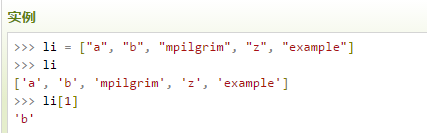 实例
>>> li = ["a", "b", "mpilgrim", "z", "example"]
>>> li
['a', 'b', 'mpilgrim', 'z', 'example']
>>> li[1]
'b'